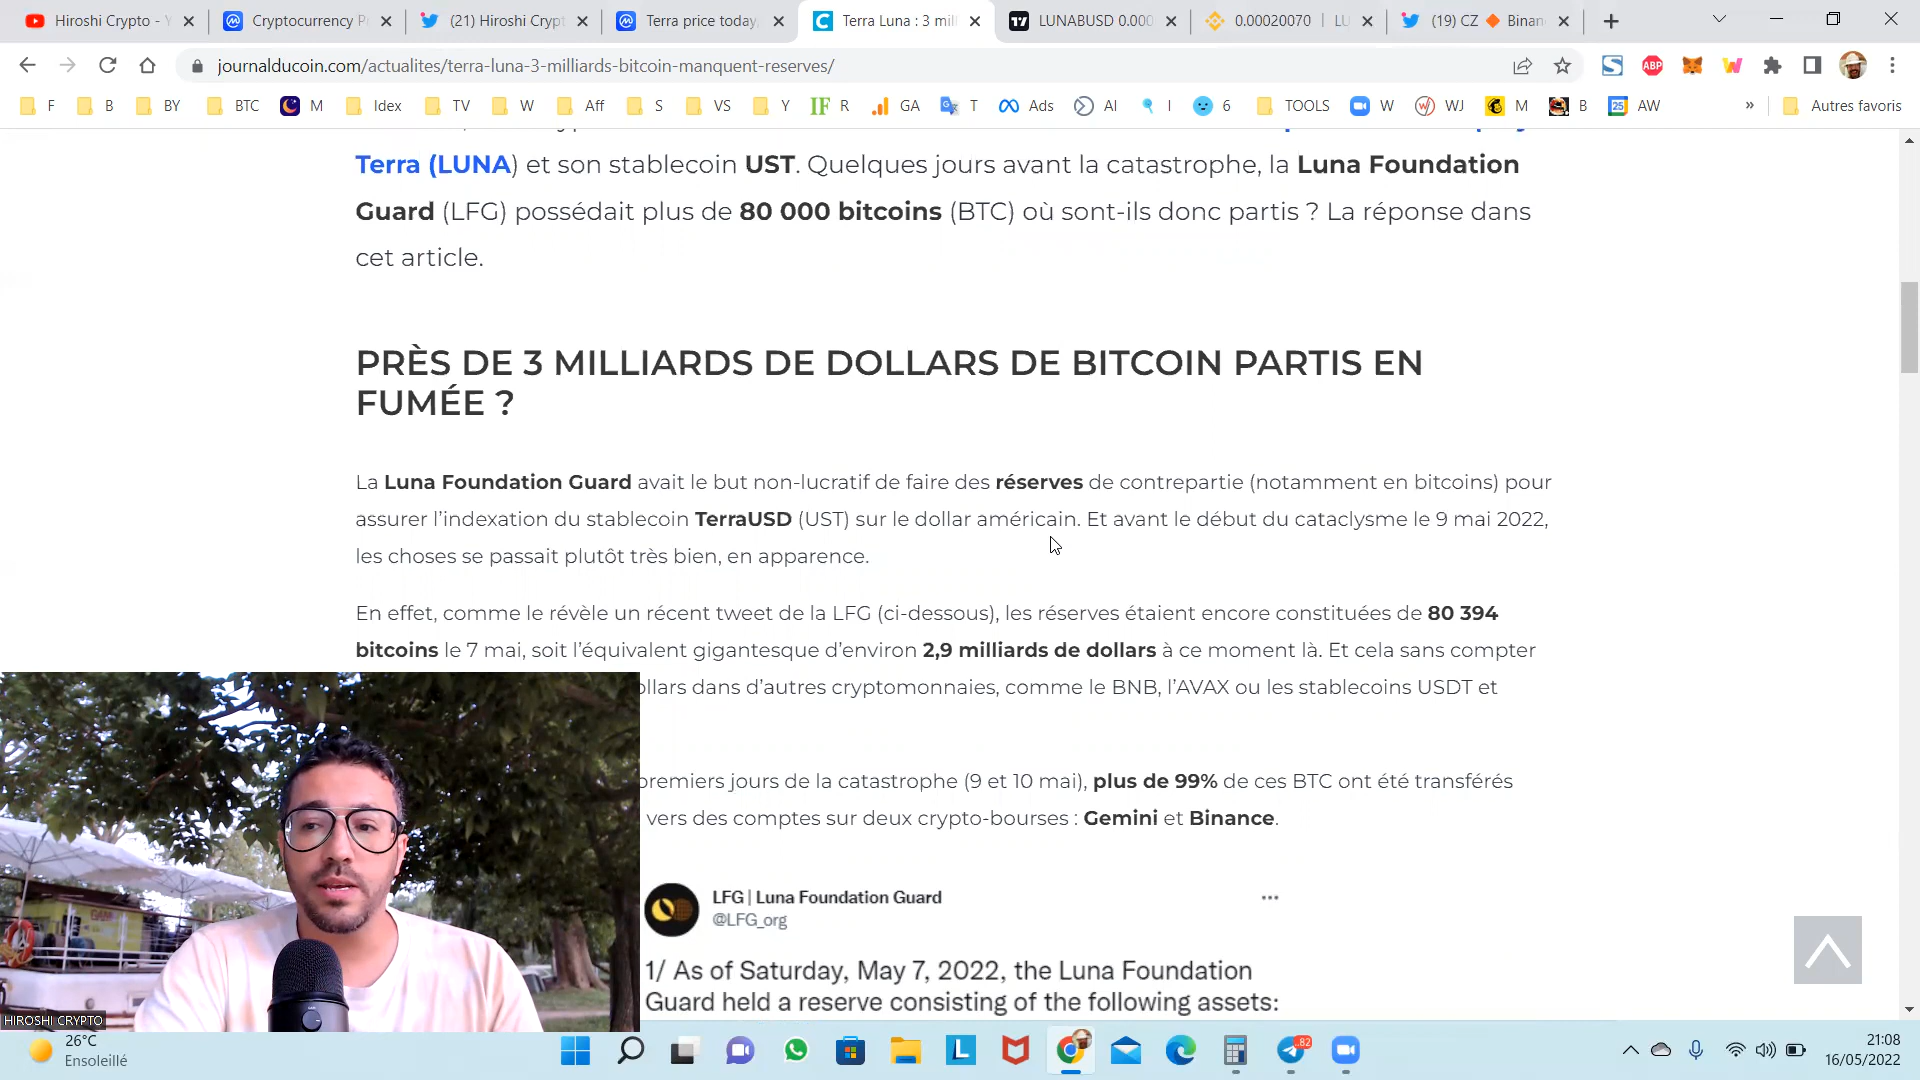 Hiroshi Crypto - Y
Cryptocurrency P
(21) Hiroshi Crypt
Terra price today,
Terra Luna : 3 mil
LUNABUSD 0.000
0.00020070 | LU
(19) CZ 🔶 Binan
journalducoin.com/actualites/terra-luna-3-milliards-bitcoin-manquent-reserves/
F B BY BTC M Idex TV W Aff S VS Y R GA T Ads AI I 6 TOOLS W WJ M B AW » Autres favoris
Terra (LUNA) et son stablecoin UST. Quelques jours avant la catastrophe, la Luna Foundation
Guard (LFG) possédait plus de 80 000 bitcoins (BTC) où sont-ils donc partis ? La réponse dans
cet article.
PRÈS DE 3 MILLIARDS DE DOLLARS DE BITCOIN PARTIS EN
FUMÉE ?
La Luna Foundation Guard avait le but non-lucratif de faire des réserves de contrepartie (notamment en bitcoins) pour
assurer l’indexation du stablecoin TerraUSD (UST) sur le dollar américain. Et avant le début du cataclysme le 9 mai 2022,
les choses se passait plutôt très bien, en apparence.
En effet, comme le révèle un récent tweet de la LFG (ci-dessous), les réserves étaient encore constituées de 80 394
bitcoins le 7 mai, soit l’équivalent gigantesque d’environ 2,9 milliards de dollars à ce moment là. Et cela sans compter
ollars dans d’autres cryptomonnaies, comme le BNB, l’AVAX ou les stablecoins USDT et
premiers jours de la catastrophe (9 et 10 mai), plus de 99% de ces BTC ont été transférés
vers des comptes sur deux crypto-bourses : Gemini et Binance.
LFG | Luna Foundation Guard
@LFG_org
1/ As of Saturday, May 7, 2022, the Luna Foundation
Guard held a reserve consisting of the following assets:
HIROSHI CRYPTO
26°C
Ensoleillé
82
21:08
16/05/2022